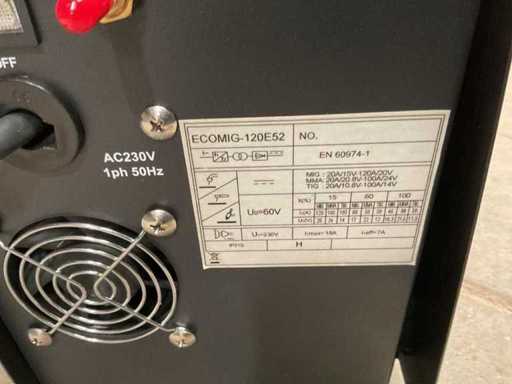 OFF
AC230V
1ph 50Hz
ECOMIG-120E52 NO.
EN 60974-1
MIG : 20A/15V-120A/20V
MMA: 20A/20.8V-100A/24V
TIG : 20A/10.8V-100A/14V
U₀=60V
X(%) 15 60 100
U₁=230V I₁max=18A I₁eff=7A
H